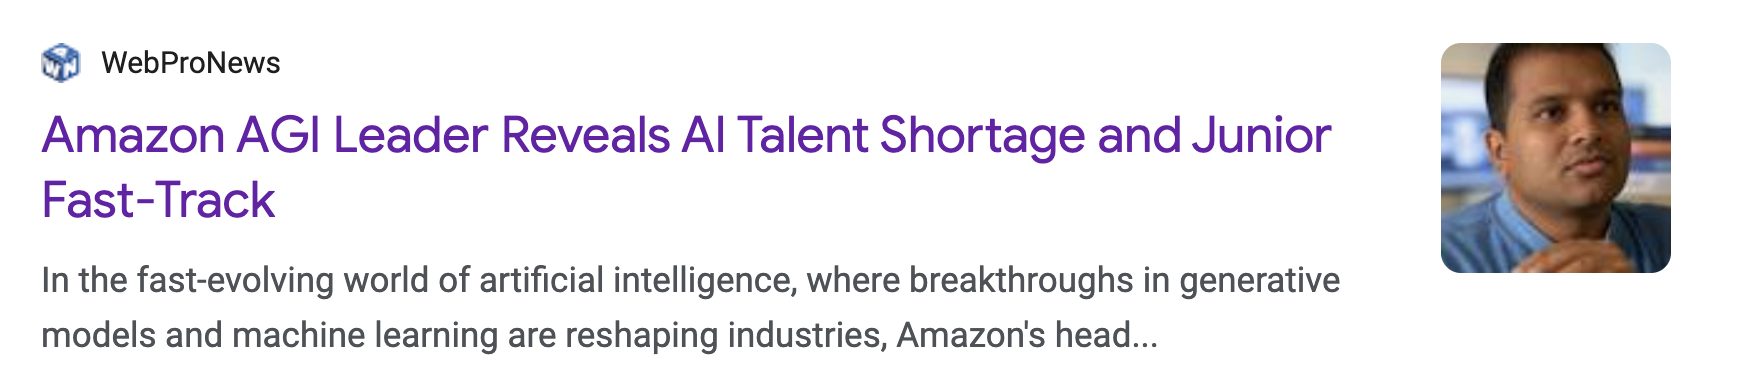 WebProNews
Amazon AGI Leader Reveals AI Talent Shortage and Junior
Fast-Track
In the fast-evolving world of artificial intelligence, where breakthroughs in generative
models and machine learning are reshaping industries, Amazon's head...